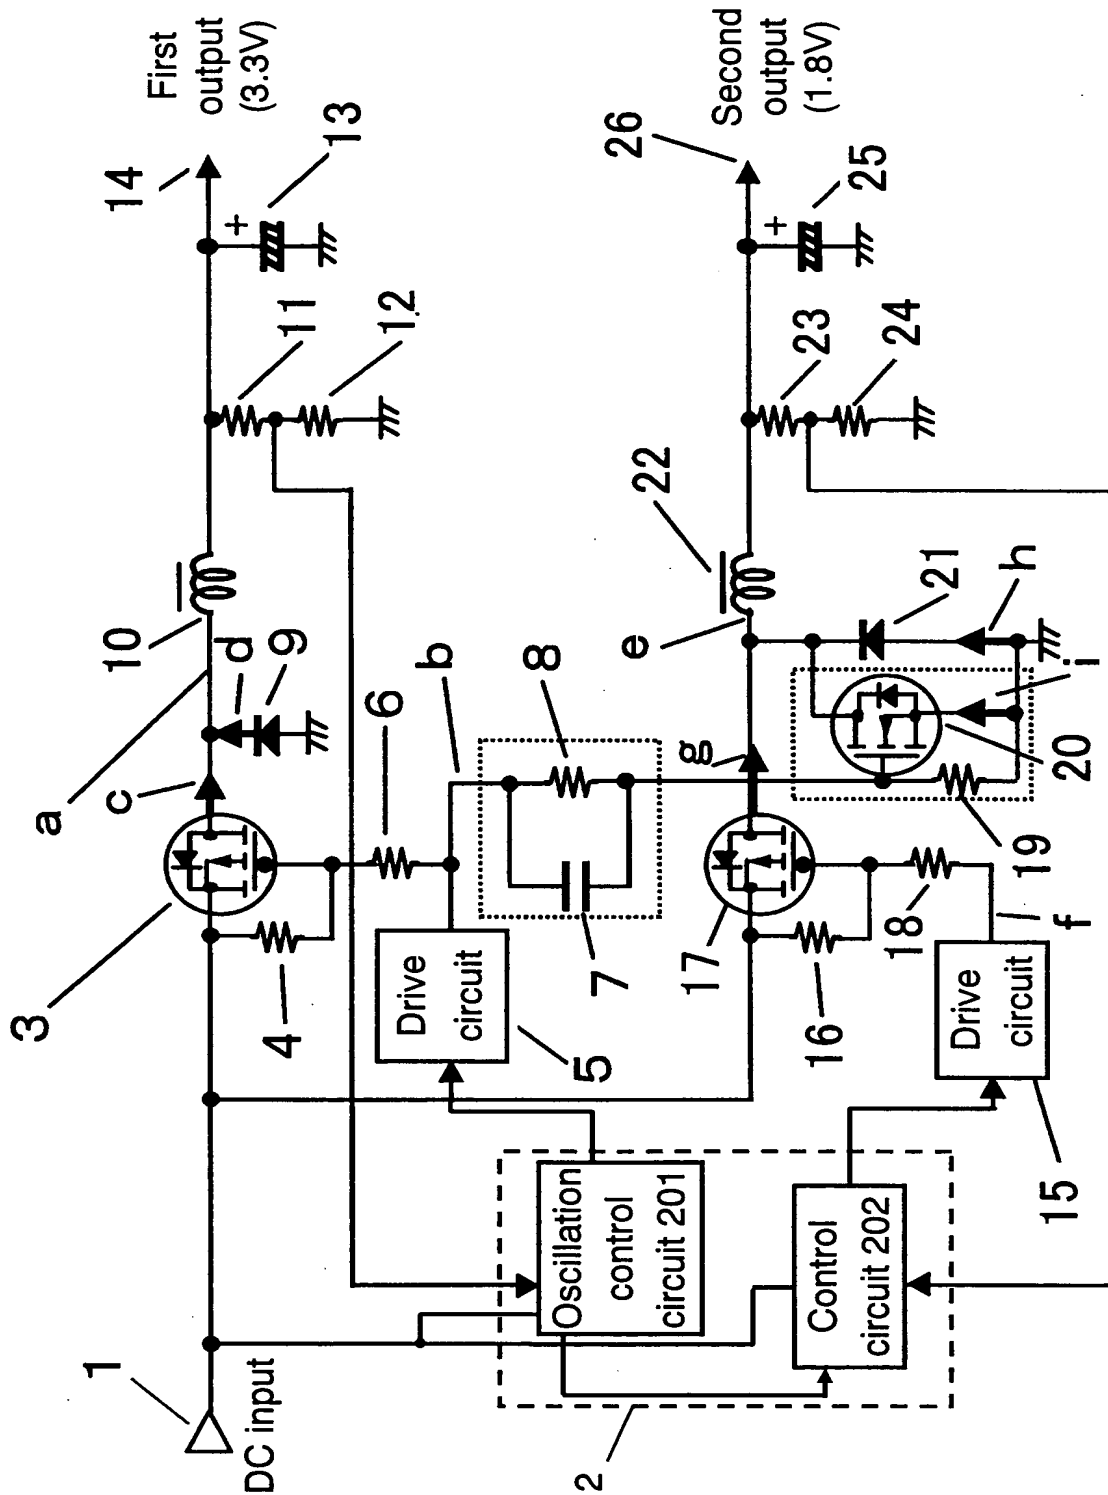 First
output
(3.3V)
14
13
11
12
10
a
d
9
c
3
4
6
b
8
7
Drive
circuit
5
Second
output
(1.8V)
26
25
23
24
22
e
21
h
i
g
20
19
17
16
18
f
Drive
circuit
15
Oscillation
control
circuit 201
Control
circuit 202
2
1
DC input
+
+